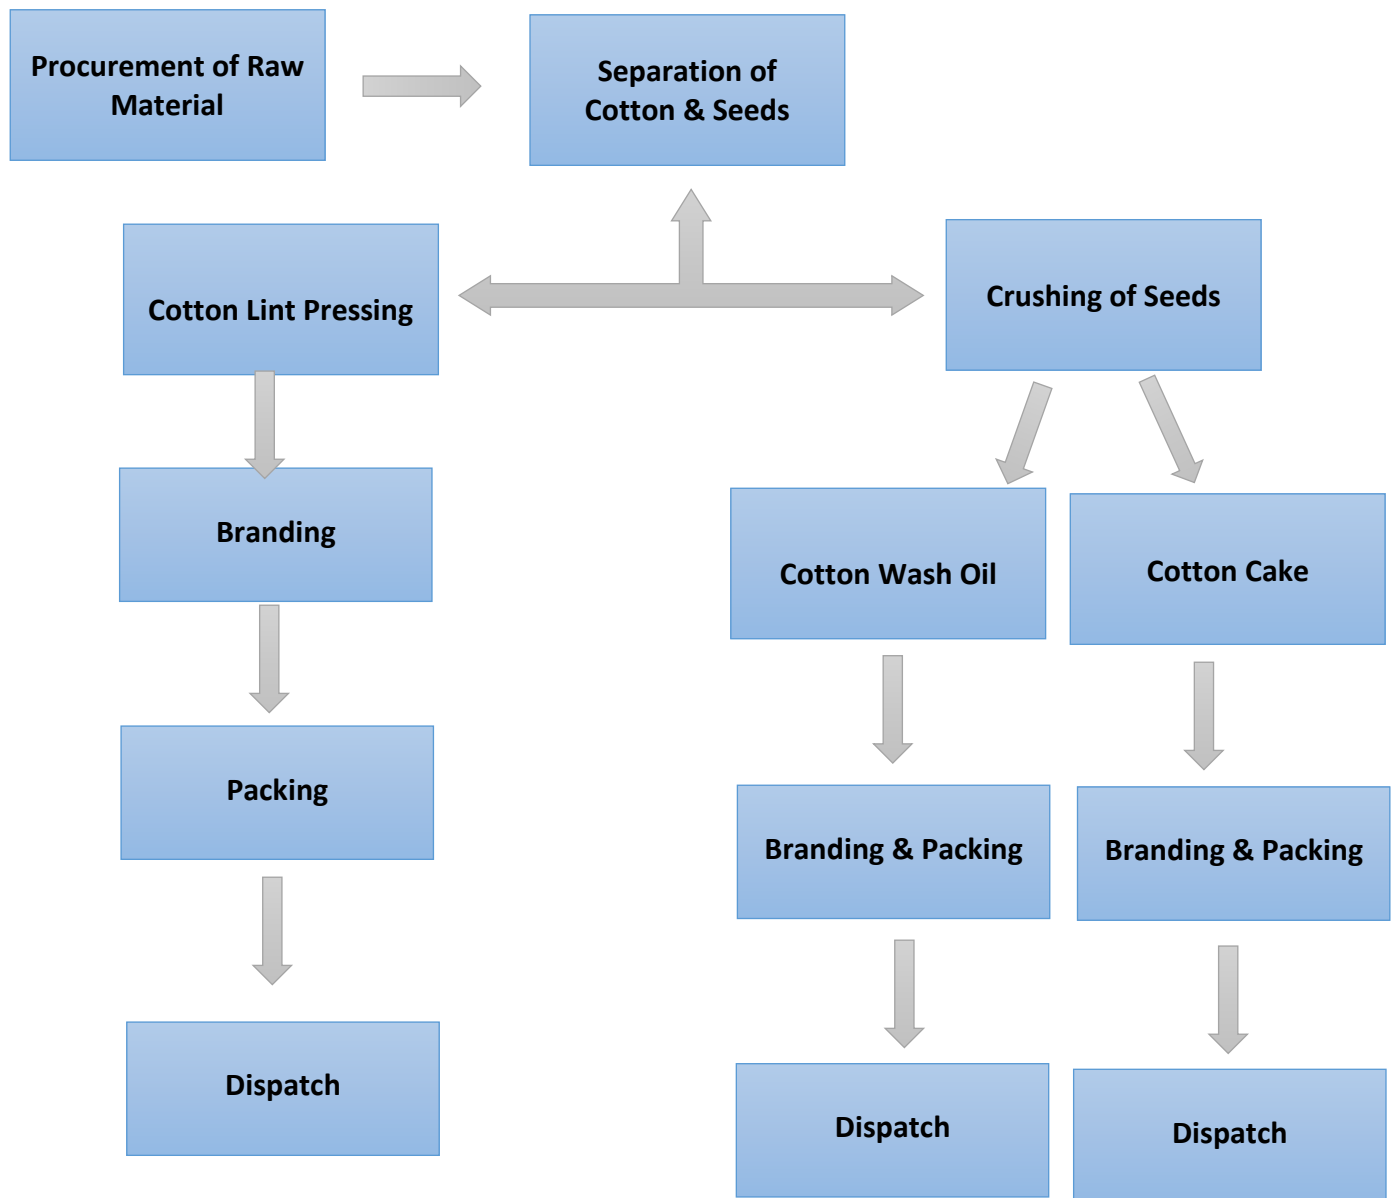 Procurement of Raw
Material
Separation of
Cotton & Seeds
Cotton Lint Pressing
Crushing of Seeds
Branding
Cotton Wash Oil
Cotton Cake
Packing
Branding & Packing
Branding & Packing
Dispatch
Dispatch
Dispatch